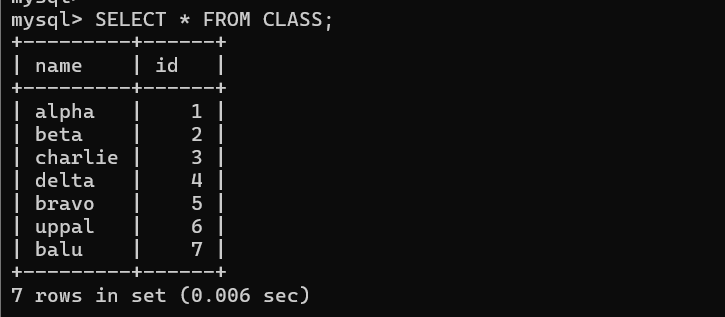 mysql>
mysql> SELECT * FROM CLASS;
+---------+------+
| name    | id   |
+---------+------+
| alpha   |    1 |
| beta    |    2 |
| charlie |    3 |
| delta   |    4 |
| bravo   |    5 |
| uppal   |    6 |
| balu    |    7 |
+---------+------+
7 rows in set (0.006 sec)